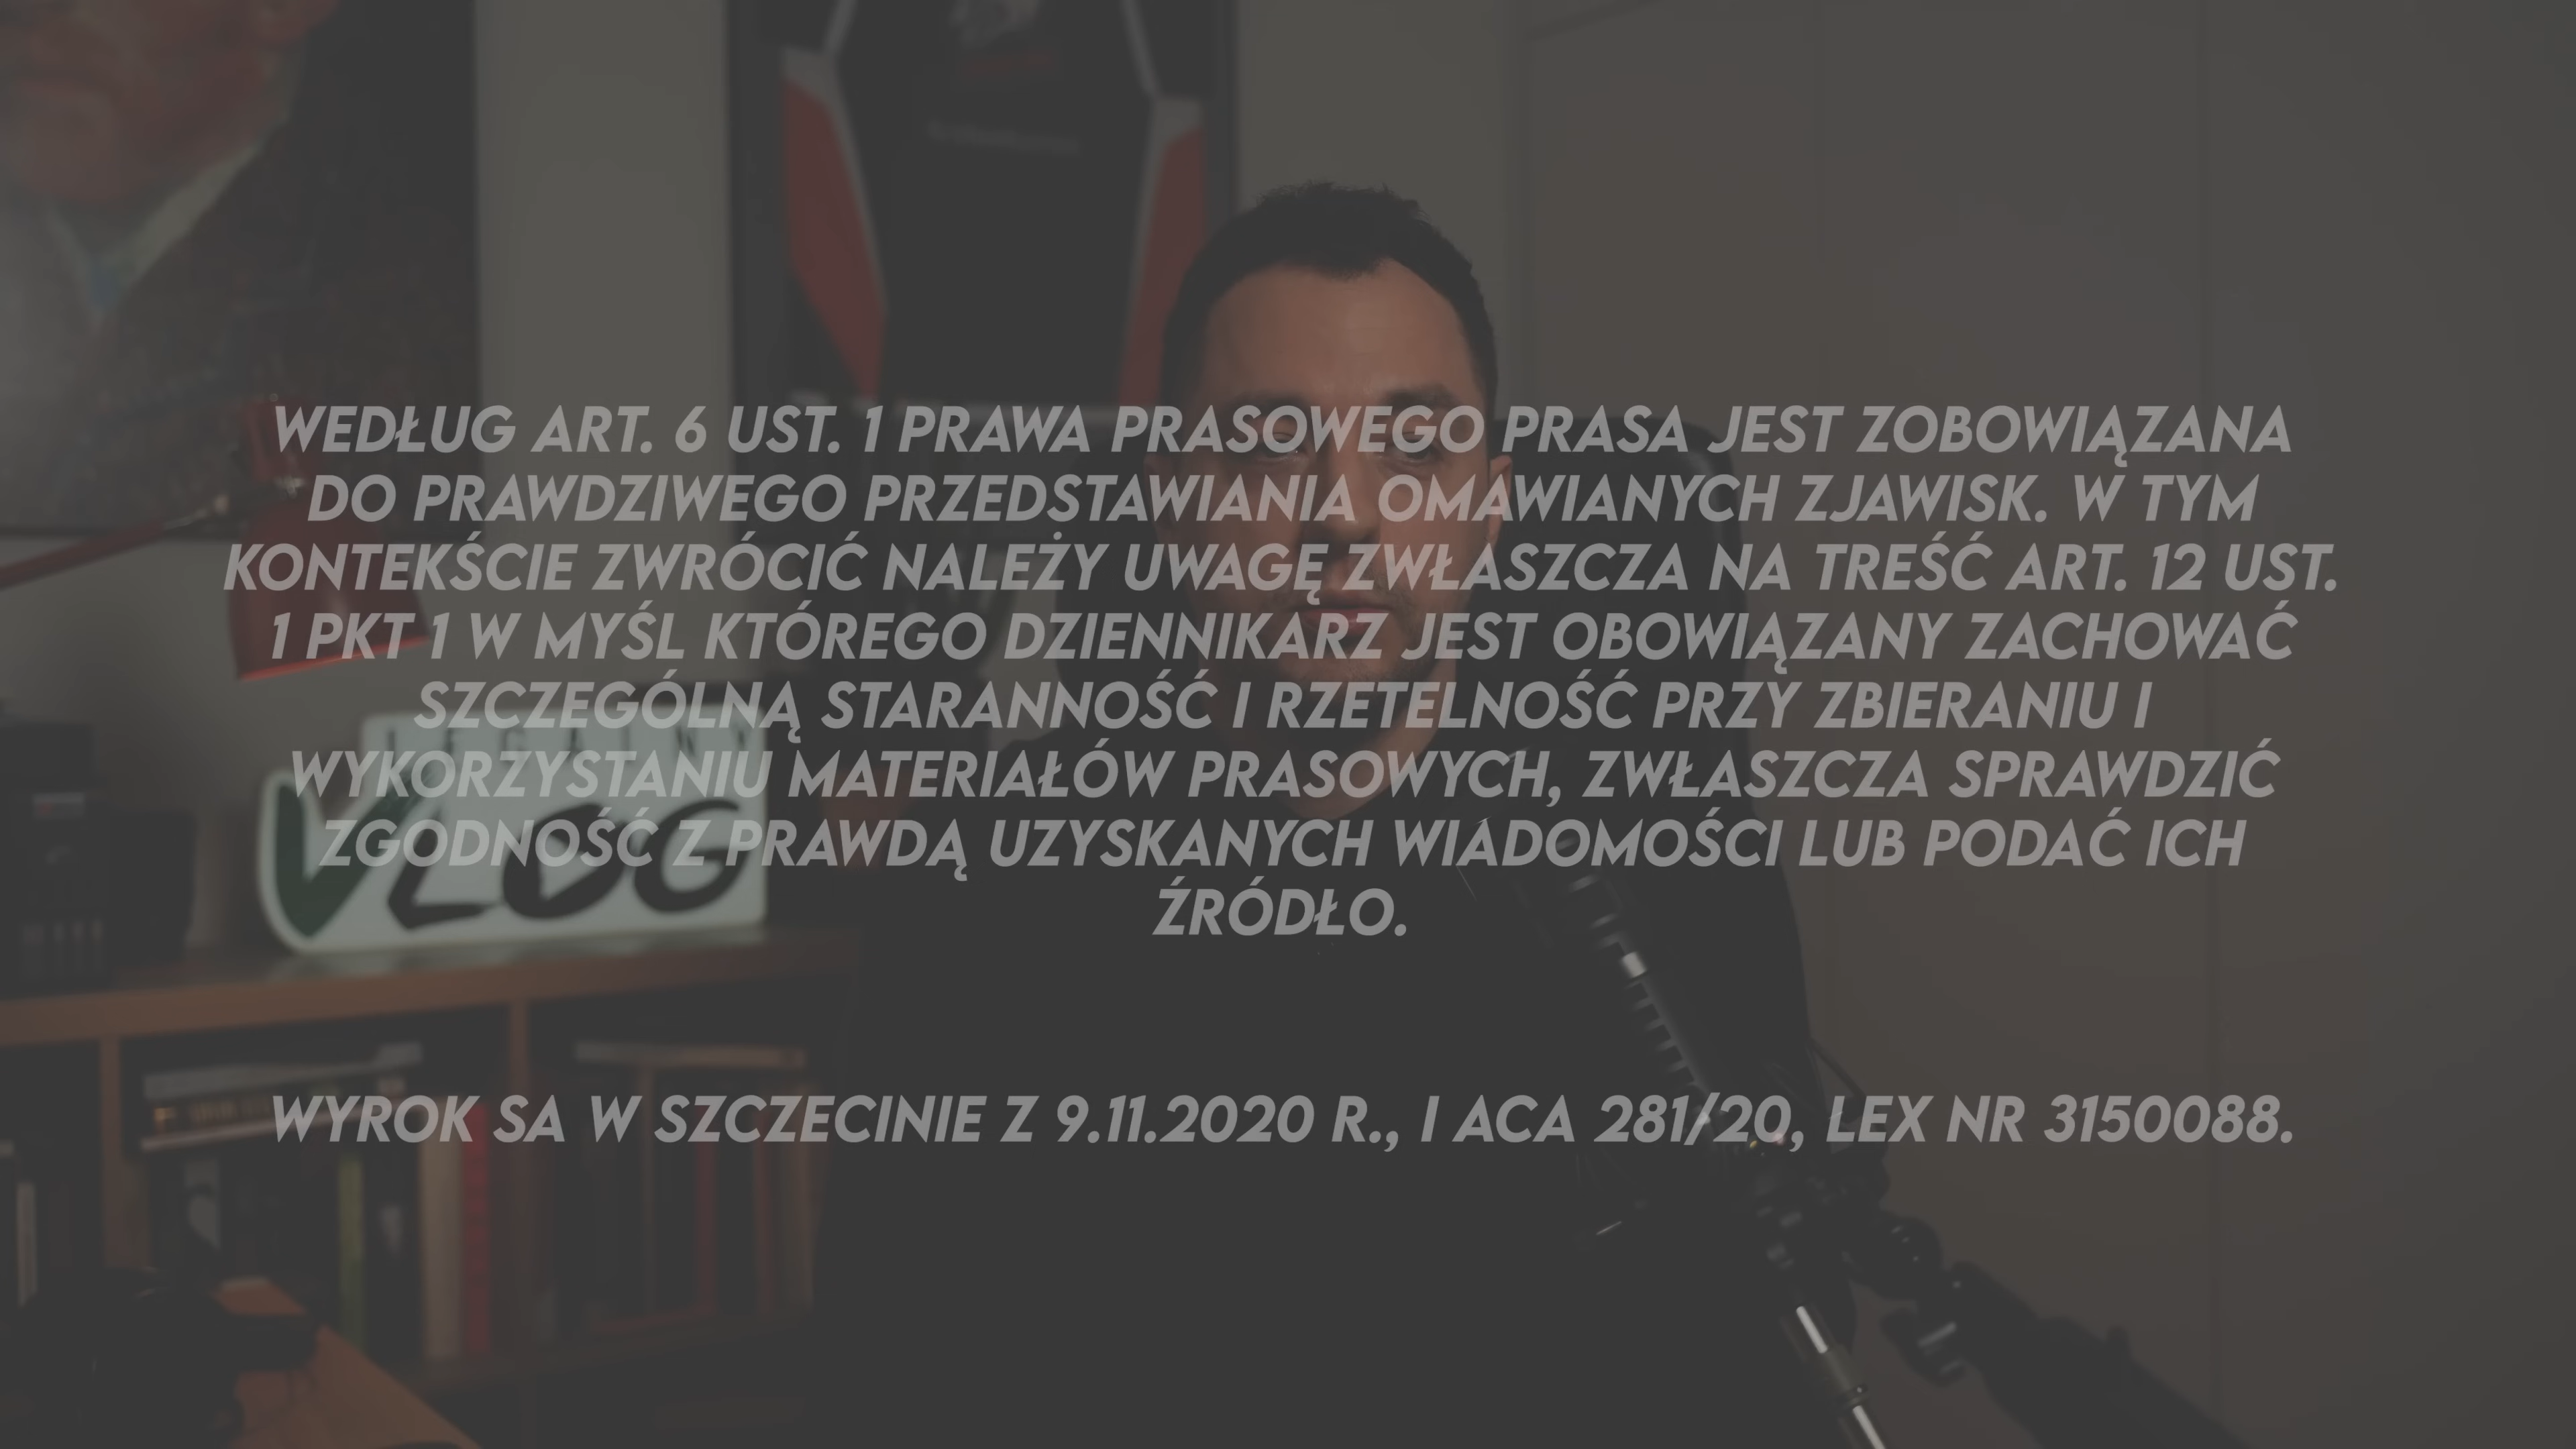 WEDŁUG ART. 6 UST. 1 PRAWA PRASOWEGO PRASA JEST ZOBOWIĄZANA
DO PRAWDZIWEGO PRZEDSTAWIANIA OMAWIANYCH ZJAWISK. W TYM
KONTEKŚCIE ZWRÓCIĆ NALEŻY UWAGĘ ZWŁASZCZA NA TREŚĆ ART. 12 UST.
1 PKT 1 W MYŚL KTÓREGO DZIENNIKARZ JEST OBOWIĄZANY ZACHOWAĆ
SZCZEGÓLNĄ STARANNOŚĆ I RZETELNOŚĆ PRZY ZBIERANIU I
WYKORZYSTANIU MATERIAŁÓW PRASOWYCH, ZWŁASZCZA SPRAWDZIĆ
ZGODNOŚĆ Z PRAWDĄ UZYSKANYCH WIADOMOŚCI LUB PODAĆ ICH
ŹRÓDŁO.
WYROK SA W SZCZECINIE Z 9.11.2020 R., I ACA 281/20, LEX NR 3150088.
LEGALNY
VLOG